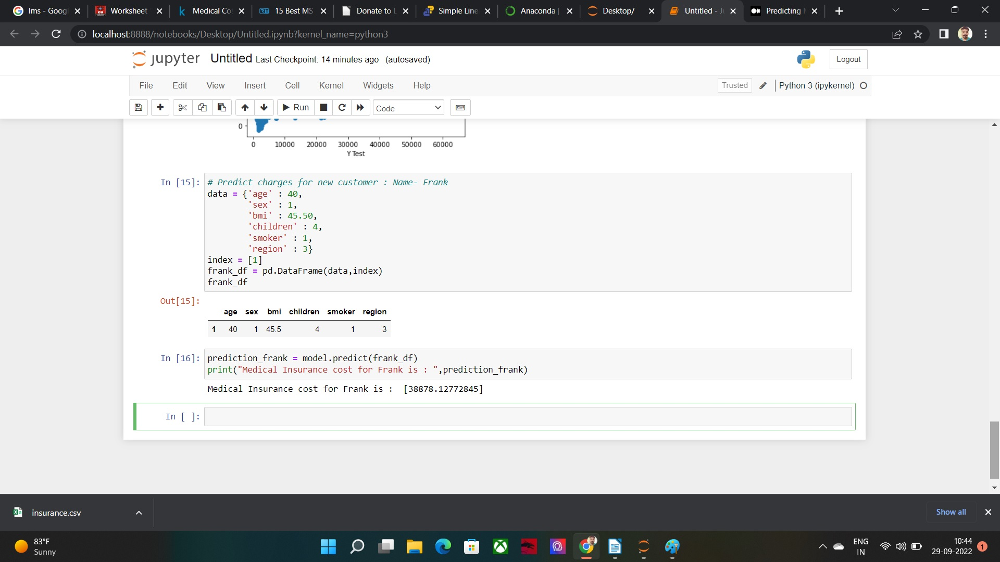 Ims - Googl
Worksheet
Medical Co
15 Best MS
Donate to L
Simple Line
Anaconda |
Desktop/
Untitled - J
Predicting
localhost:8888/notebooks/Desktop/Untitled.ipynb?kernel_name=python3
jupyter Untitled Last Checkpoint: 14 minutes ago (autosaved)
Logout
File Edit View Insert Cell Kernel Widgets Help
Trusted Python 3 (ipykernel)
Run Code
0
0 10000 20000 30000 40000 50000 60000
Y Test
In [15]: # Predict charges for new customer : Name- Frank
data = {'age' : 40,
'sex' : 1,
'bmi' : 45.50,
'children' : 4,
'smoker' : 1,
'region' : 3}
index = [1]
frank_df = pd.DataFrame(data,index)
frank_df
Out[15]:
age sex bmi children smoker region
1 40 1 45.5 4 1 3
In [16]: prediction_frank = model.predict(frank_df)
print("Medical Insurance cost for Frank is : ",prediction_frank)
Medical Insurance cost for Frank is :  [38878.12772845]
In [ ]:
insurance.csv
Show all
83°F
Sunny
ENG
IN
10:44
29-09-2022
1